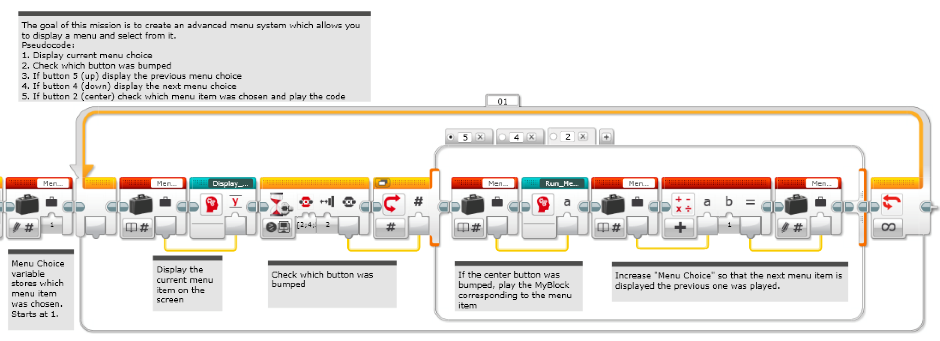 The goal of this mission is to create an advanced menu system which allows you
to display a menu and select from it.
Pseudocode:
1. Display current menu choice
2. Check which button was bumped
3. If button 5 (up) display the previous menu choice
4. If button 4 (down) display the next menu choice
5. If button 2 (center) check which menu item was chosen and play the code
01
5 4 2 +
Men... Men... Display_... Men... Run_Me... Men... Men...
y # a a b =
# 1 # [2;4; 2 # # # + 1 # ∞
Menu Choice
variable
stores which
menu item
was chosen.
Starts at 1.
Display the
current menu
item on the
screen
Check which button was
bumped
If the center button was
bumped, play the MyBlock
corresponding to the menu
item
Increase "Menu Choice" so that the next menu item is
displayed the previous one was played.